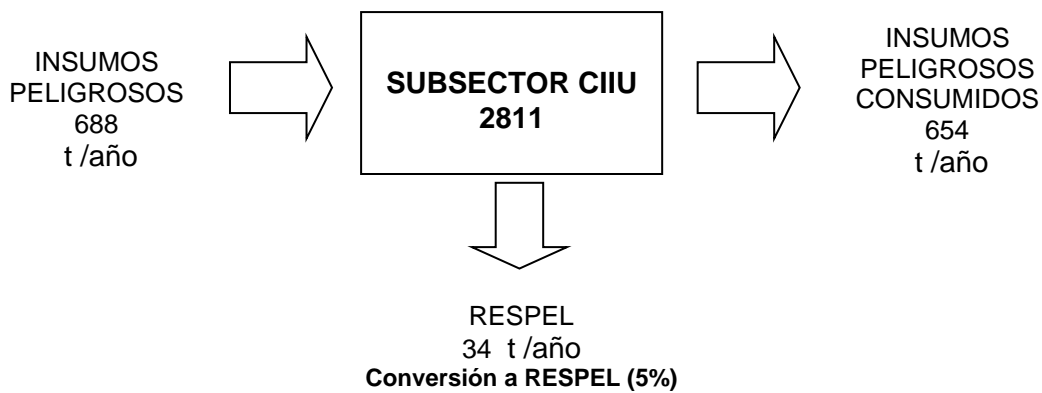 INSUMOS
PELIGROSOS
688
t /año
SUBSECTOR CIIU
2811
INSUMOS
PELIGROSOS
CONSUMIDOS
654
t /año
RESPEL
34 t /año
Conversión a RESPEL (5%)